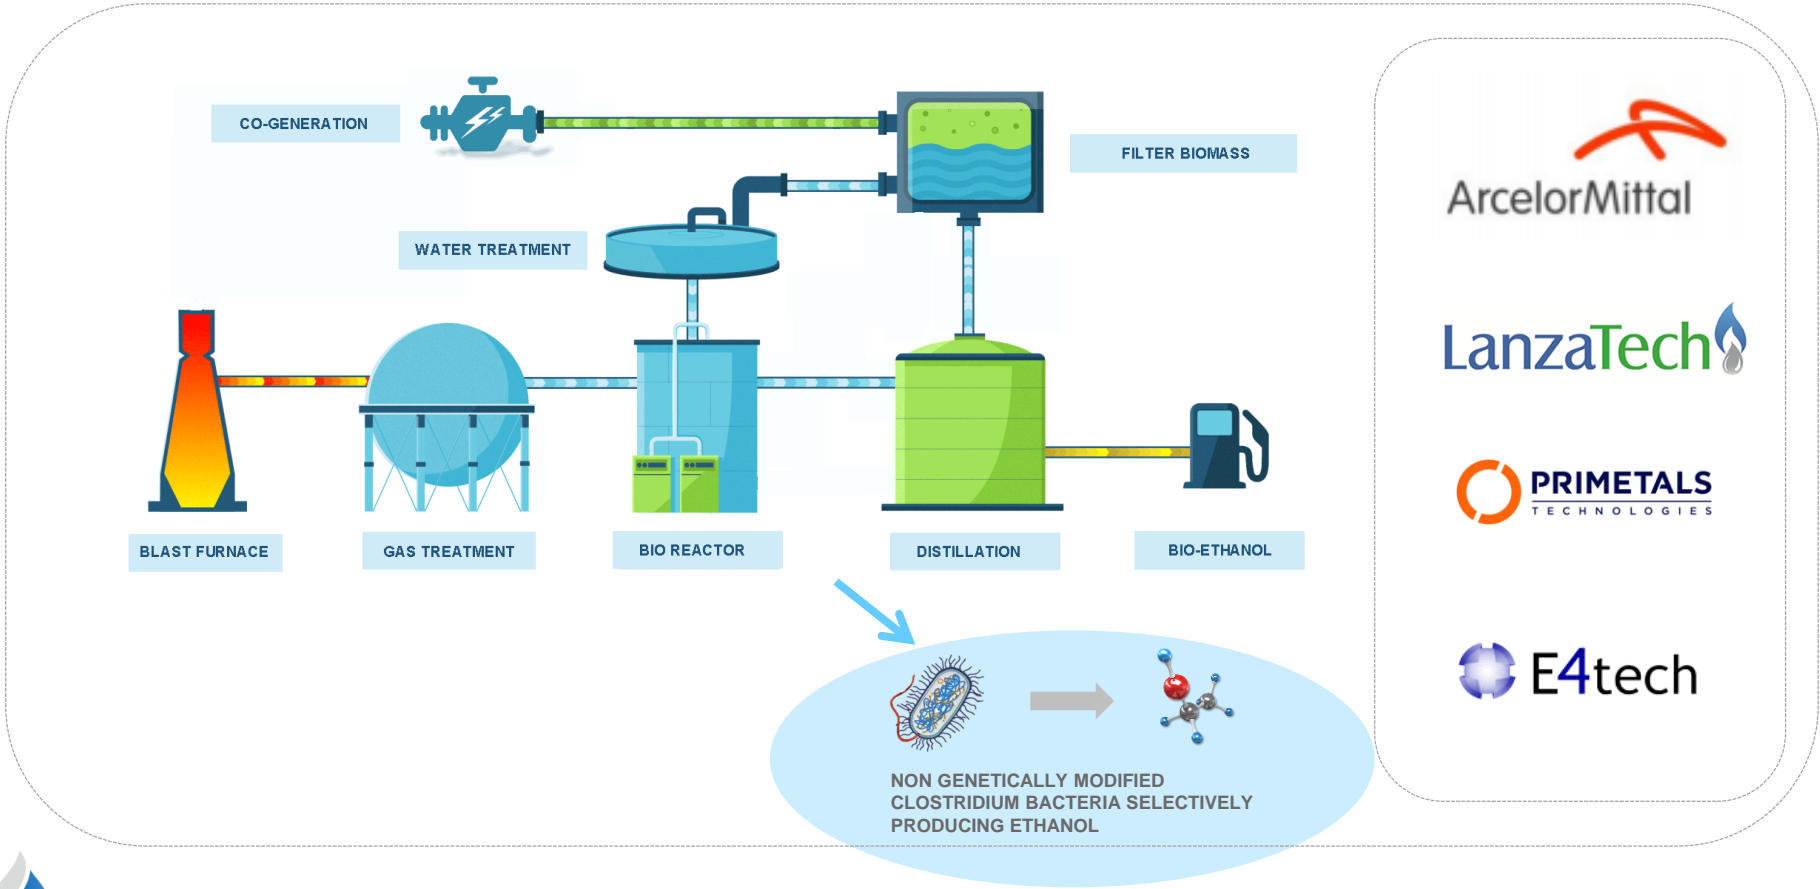 CO-GENERATION
FILTER BIOMASS
WATER TREATMENT
BLAST FURNACE
GAS TREATMENT
BIO REACTOR
DISTILLATION
BIO-ETHANOL
NON GENETICALLY MODIFIED
CLOSTRIDIUM BACTERIA SELECTIVELY
PRODUCING ETHANOL
ArcelorMittal
LanzaTech
PRIMETALS
TECHNOLOGIES
E4tech